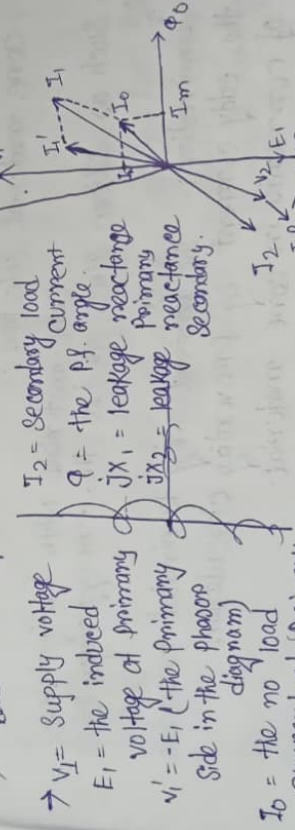 → V1 = Supply voltage
E1 = the induced
voltage at primary
V1' = -E1 (the primary
side in the phasor
diagram)
I0 = the no load
I2 = Secondary load
current
φ = the p.f. angle.
jX1 = leakage reactance
primary
jX2 = leakage reactance
secondary.
I1
I1'
I0
Im
φ0
E1
V2
I2